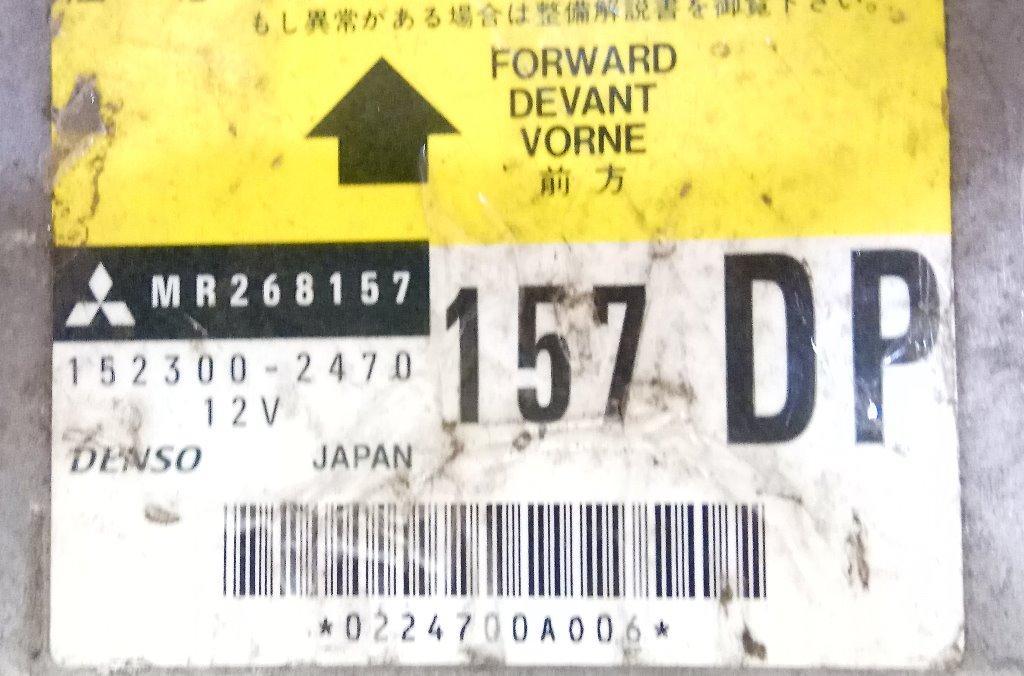 もし異常がある場合は整備解説書を御覧下さい。
FORWARD
DEVANT
VORNE
前方
MR268157
157 DP
152300-2470
12V
DENSO JAPAN
*0224700A006*